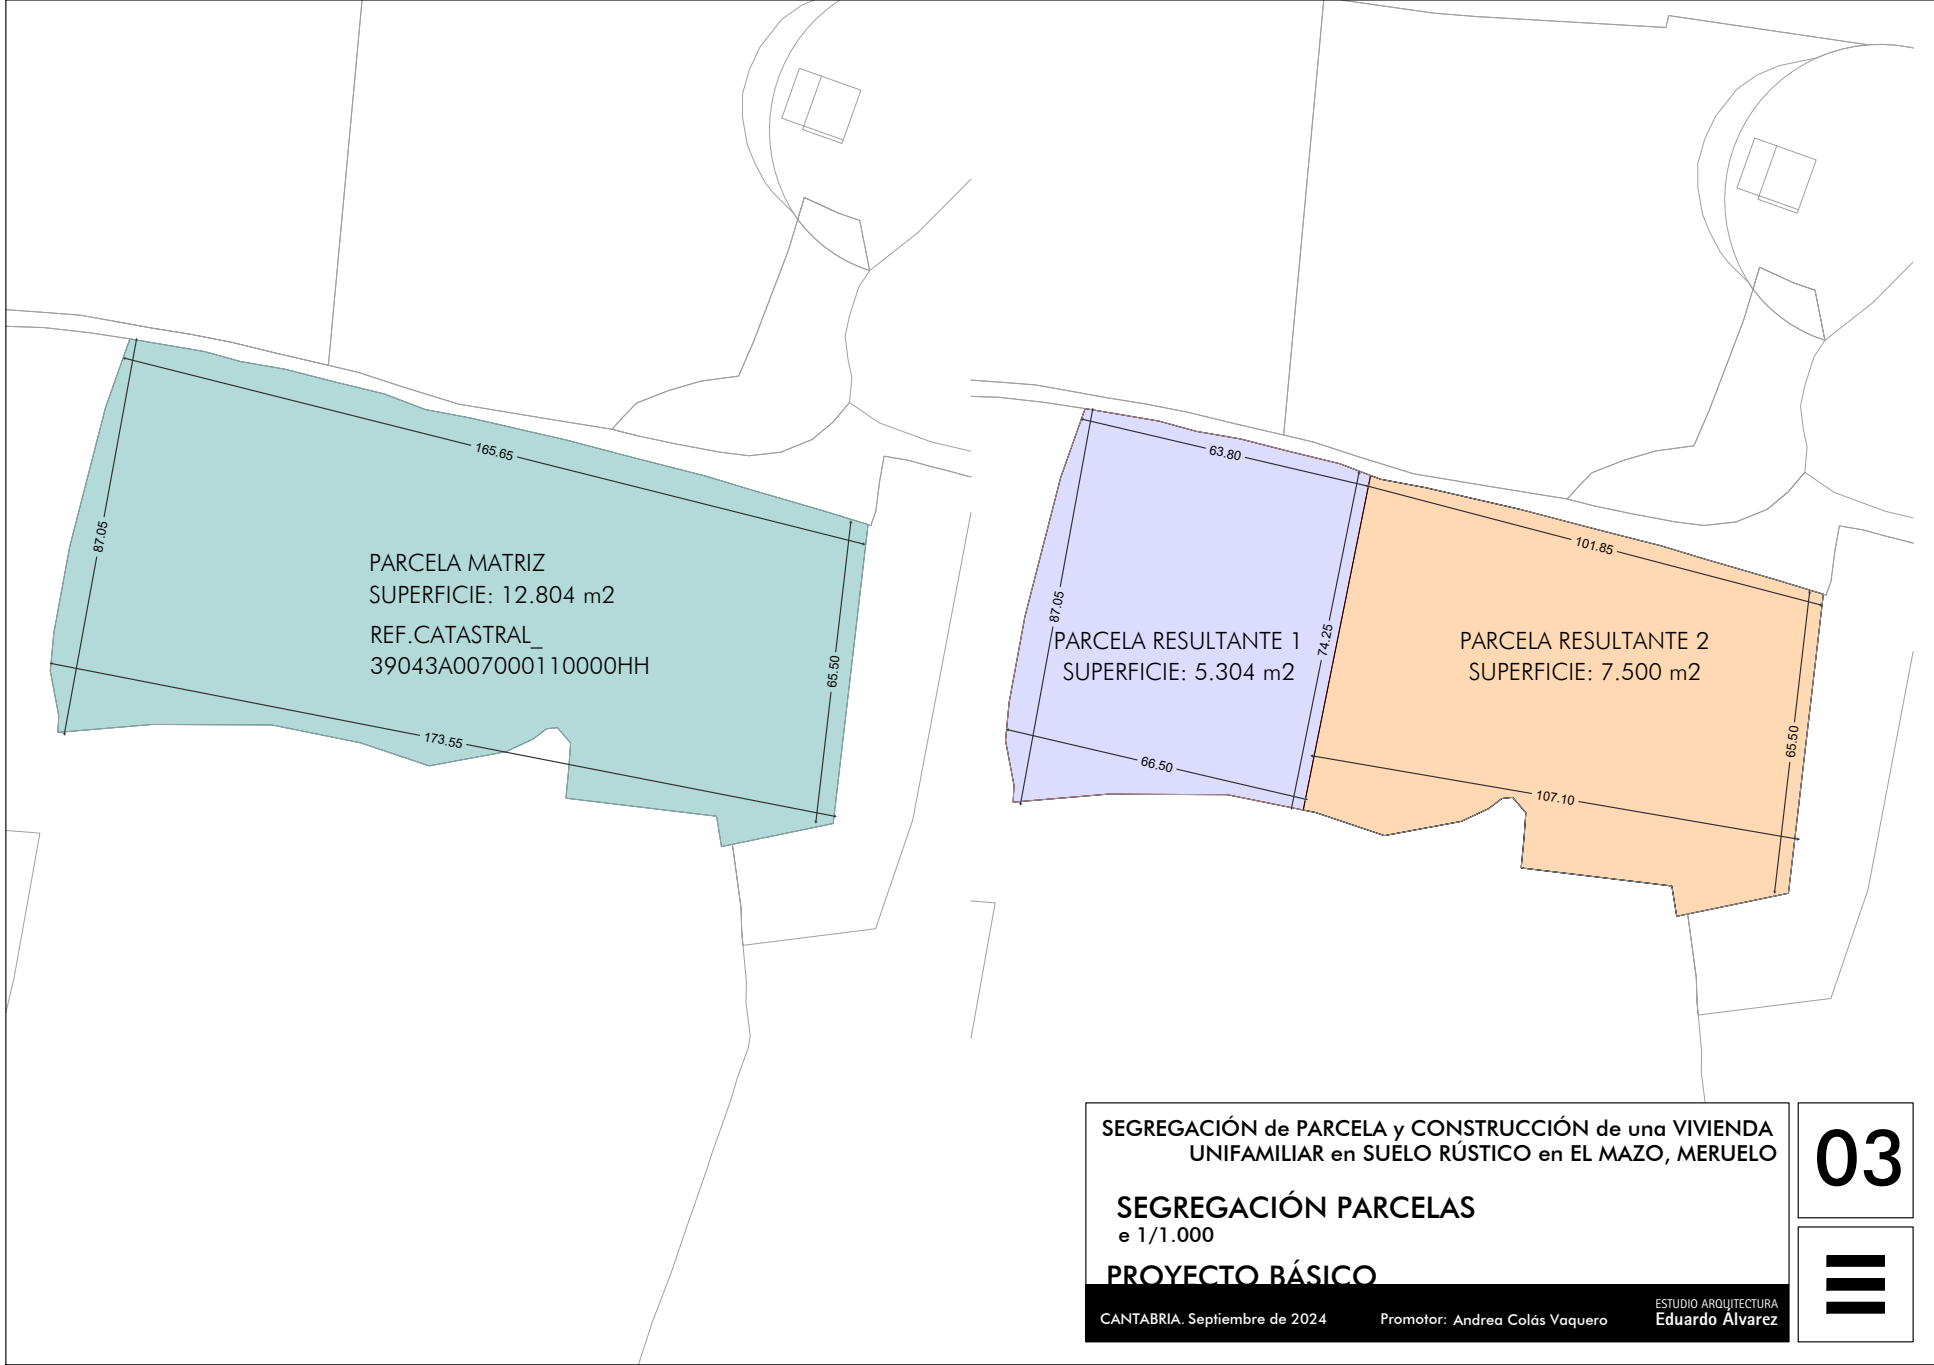 165.65
87.05
PARCELA MATRIZ
SUPERFICIE: 12.804 m2
REF.CATASTRAL_
39043A007000110000HH
65.50
173.55
63.80
101.85
87.05
PARCELA RESULTANTE 1
SUPERFICIE: 5.304 m2
74.25
PARCELA RESULTANTE 2
SUPERFICIE: 7.500 m2
65.50
66.50
107.10
SEGREGACIÓN de PARCELA y CONSTRUCCIÓN de una VIVIENDA
UNIFAMILIAR en SUELO RÚSTICO en EL MAZO, MERUELO
03
SEGREGACIÓN PARCELAS
e 1/1.000
PROYECTO BÁSICO
CANTABRIA. Septiembre de 2024
Promotor: Andrea Colás Vaquero
ESTUDIO ARQUITECTURA
Eduardo Álvarez